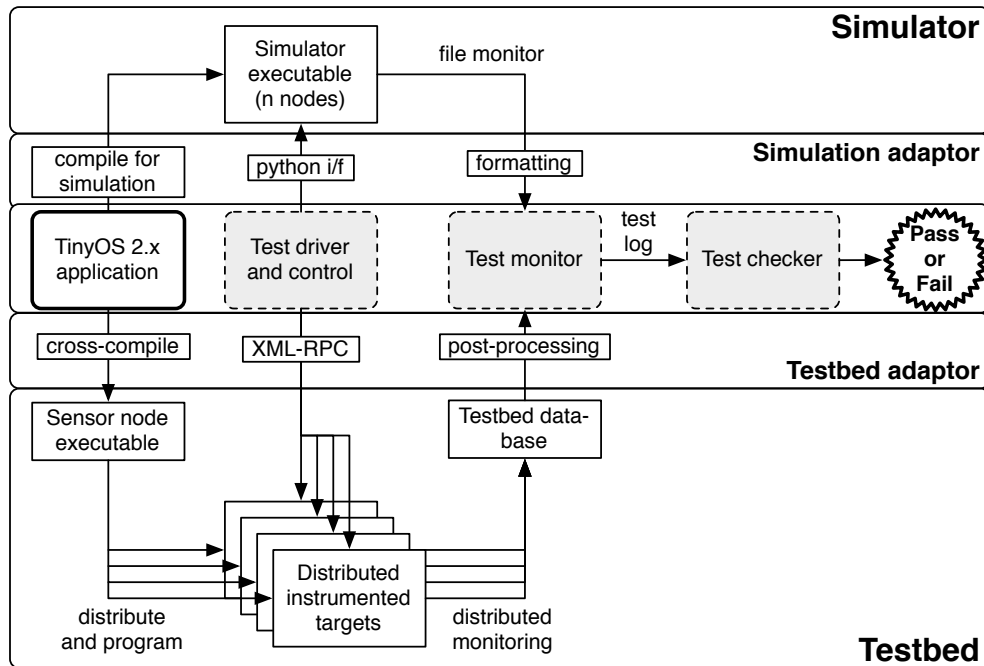 Simulator
Simulator
executable
(n nodes)
file monitor
Simulation adaptor
compile for
simulation
python i/f
formatting
TinyOS 2.x
application
Test driver
and control
Test monitor
test
log
Test checker
Pass
or
Fail
cross-compile
XML-RPC
post-processing
Testbed adaptor
Sensor node
executable
Testbed data-
base
Distributed
instrumented
targets
distribute
and program
distributed
monitoring
Testbed